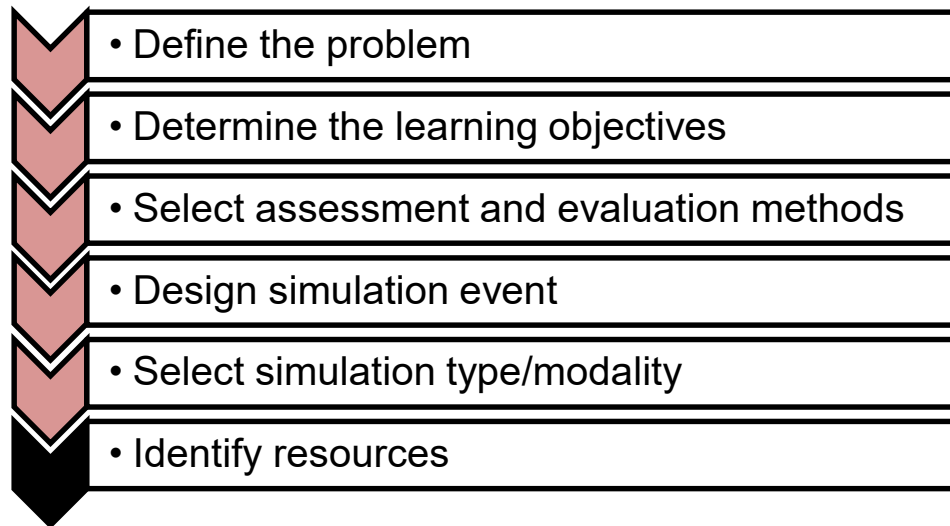 • Define the problem
• Determine the learning objectives
• Select assessment and evaluation methods
• Design simulation event
• Select simulation type/modality
• Identify resources